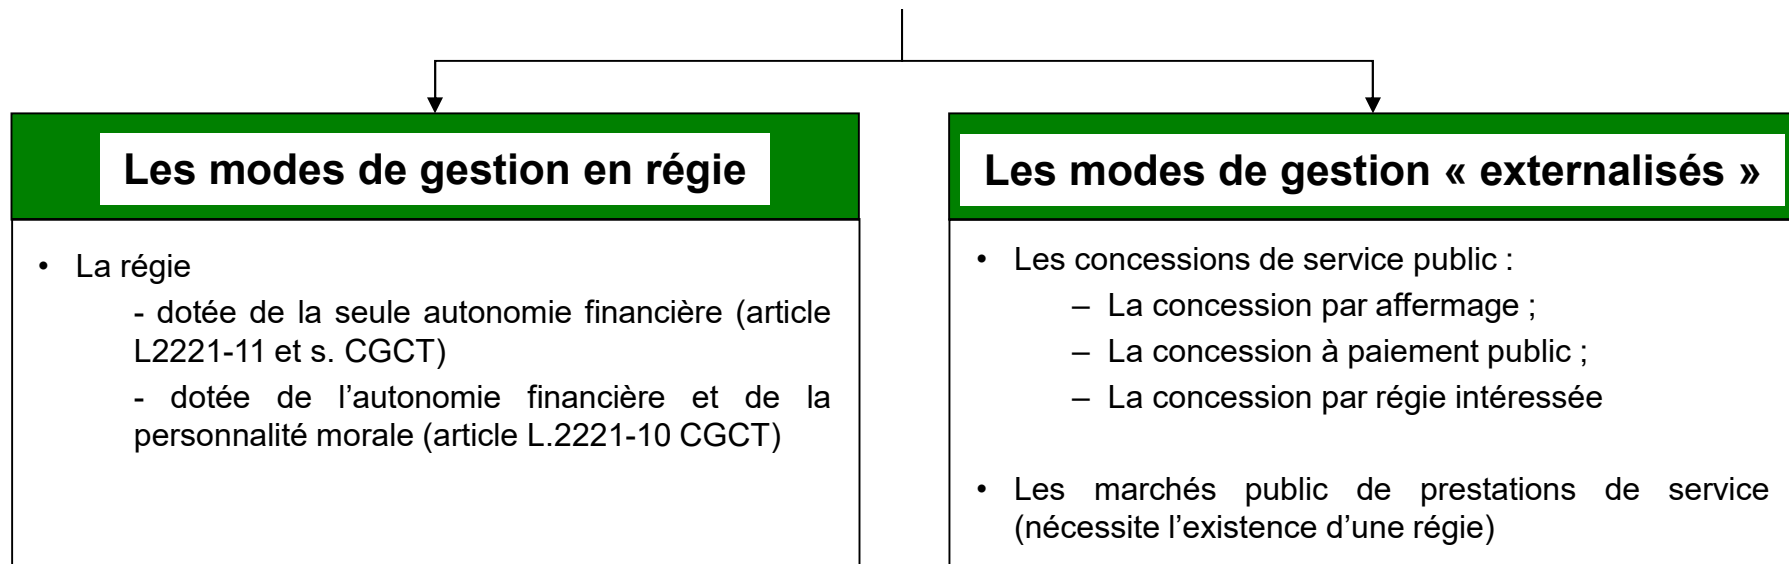 Les modes de gestion en régie
• La régie
- dotée de la seule autonomie financière (article
L2221-11 et s. CGCT)
- dotée de l’autonomie financière et de la
personnalité morale (article L.2221-10 CGCT)
Les modes de gestion « externalisés »
• Les concessions de service public :
– La concession par affermage ;
– La concession à paiement public ;
– La concession par régie intéressée
• Les marchés public de prestations de service
(nécessite l’existence d’une régie)